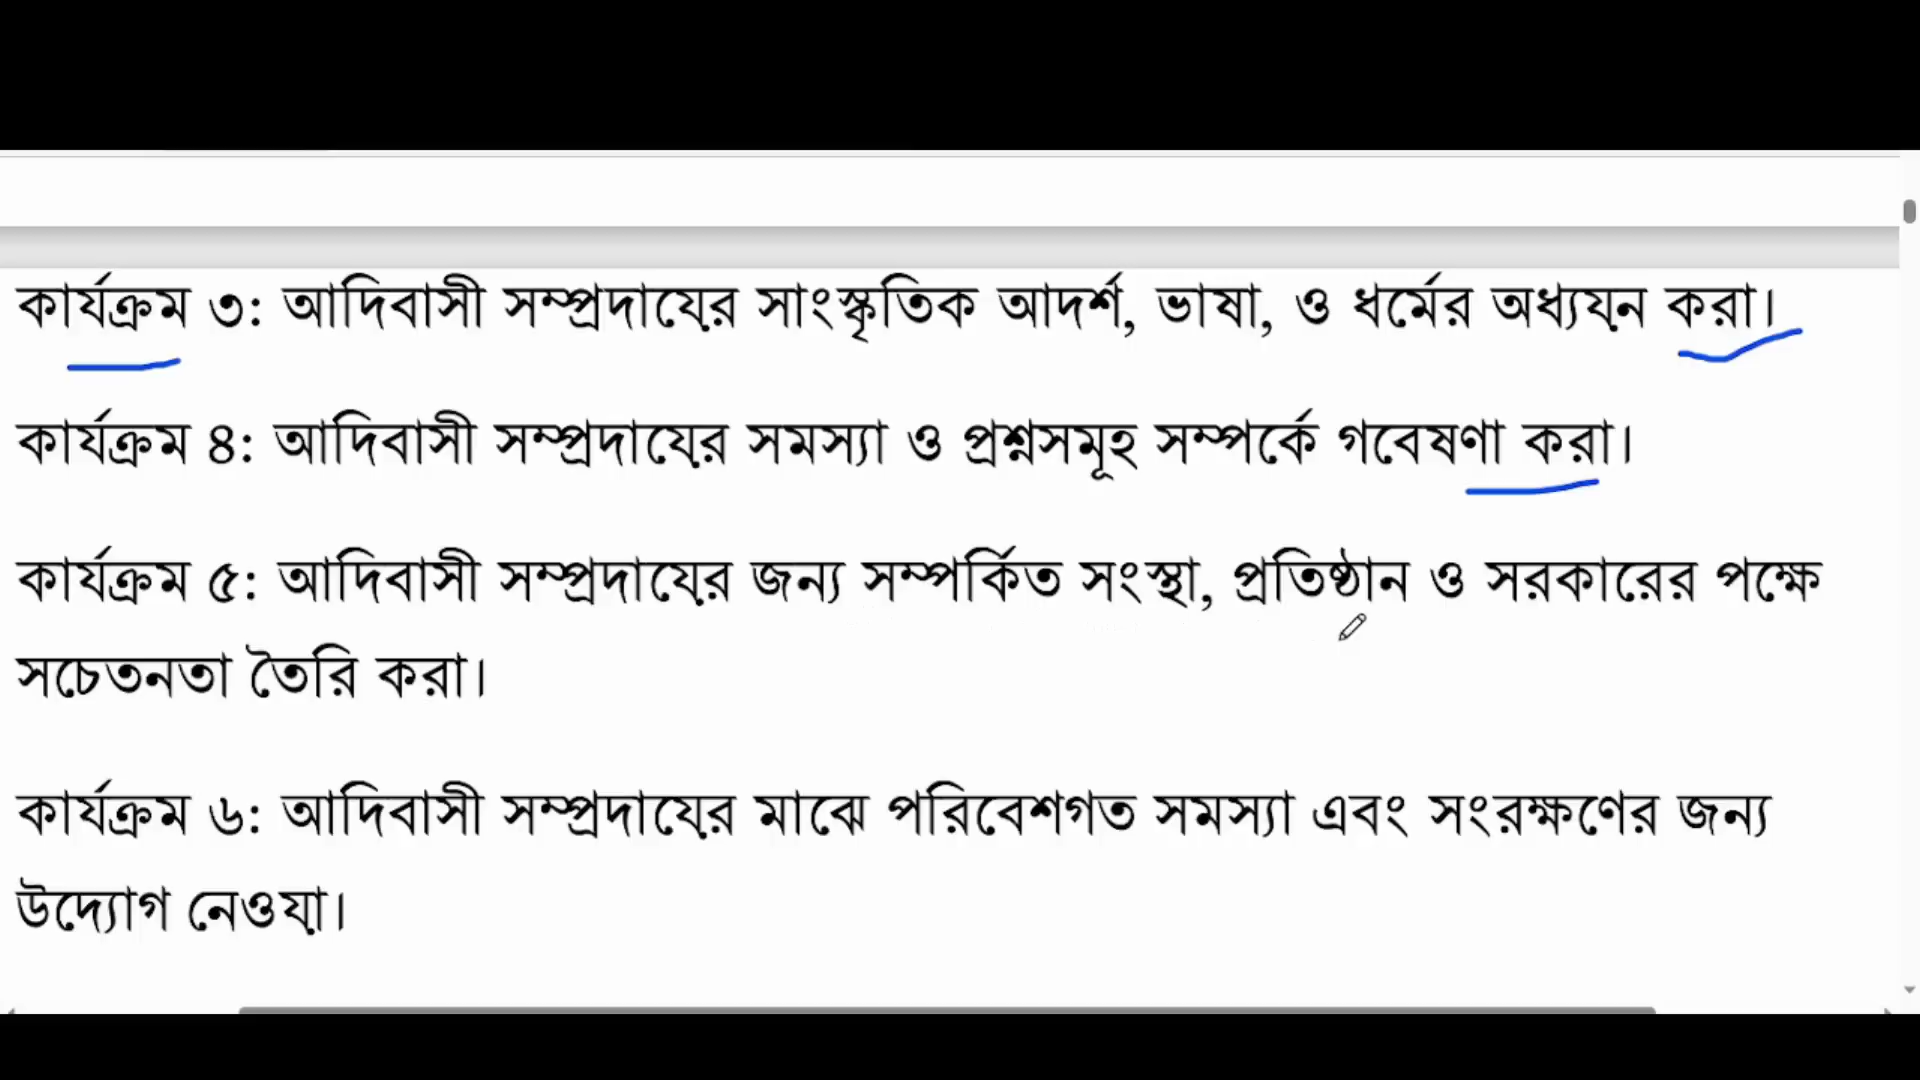 কার্যক্রম ৩: আদিবাসী সম্প্রদায়ের সাংস্কৃতিক আদর্শ, ভাষা, ও ধর্মের অধ্যয়ন করা।
কার্যক্রম ৪: আদিবাসী সম্প্রদায়ের সমস্যা ও প্রশ্নসমূহ সম্পর্কে গবেষণা করা।
কার্যক্রম ৫: আদিবাসী সম্প্রদায়ের জন্য সম্পর্কিত সংস্থা, প্রতিষ্ঠান ও সরকারের পক্ষে
সচেতনতা তৈরি করা।
কার্যক্রম ৬: আদিবাসী সম্প্রদায়ের মাঝে পরিবেশগত সমস্যা এবং সংরক্ষণের জন্য
উদ্যোগ নেওয়া।